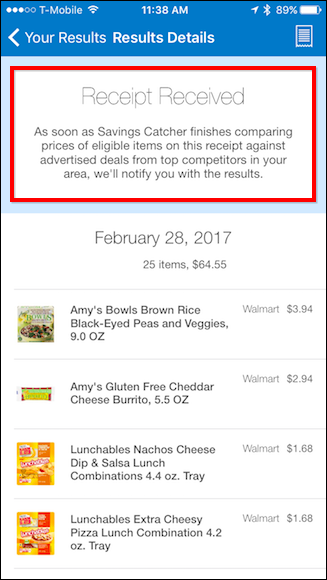 T-Mobile 11:38 AM 89%
Your Results Results Details
Receipt Received
As soon as Savings Catcher finishes comparing
prices of eligible items on this receipt against
advertised deals from top competitors in your
area, we'll notify you with the results.
February 28, 2017
25 items, $64.55
Amy's Bowls Brown Rice Walmart $3.94
Black-Eyed Peas and Veggies,
9.0 OZ
Amy's Gluten Free Cheddar Walmart $2.94
Cheese Burrito, 5.5 OZ
Lunchables Nachos Cheese Walmart $1.68
Dip & Salsa Lunch
Combinations 4.4 oz. Tray
Lunchables Extra Cheesy Walmart $1.68
Pizza Lunch Combination 4.2
oz. Tray